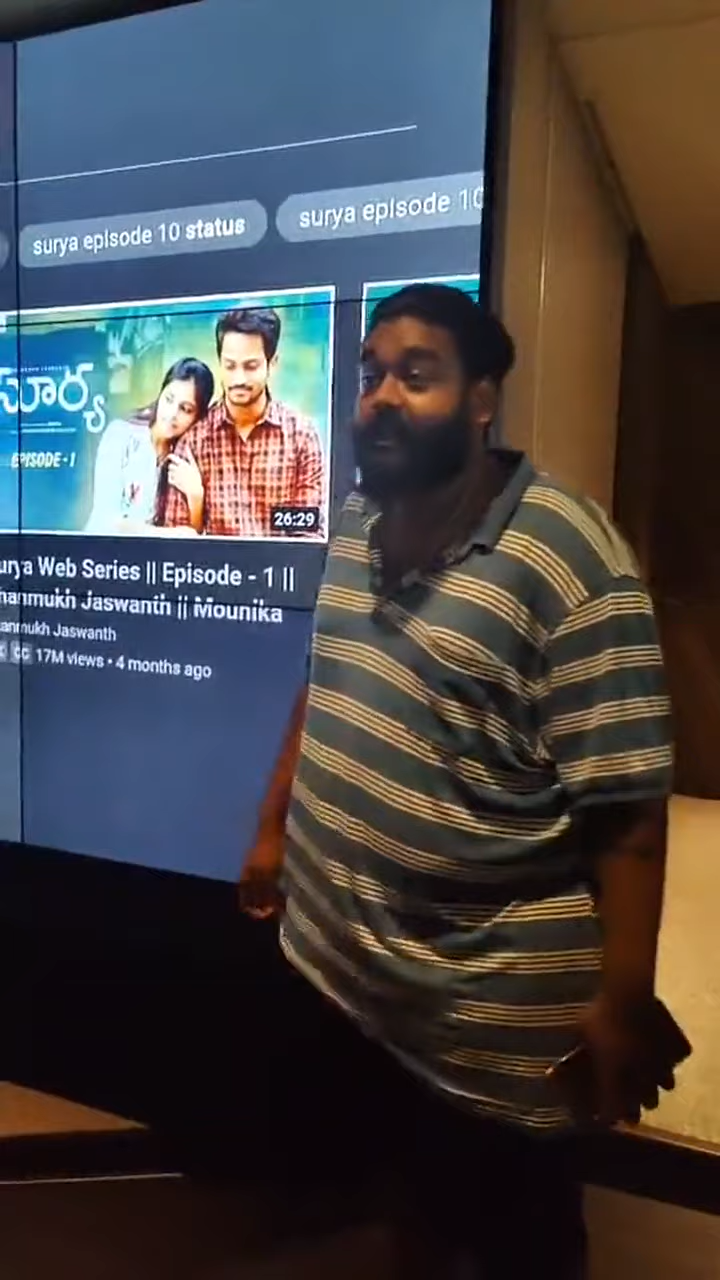 surya episode 10 status
surya episode 10
సూర్య
EPISODE - 1
26:29
urya Web Series || Episode - 1 ||
hanmukh Jaswanth || Mounika
anmukh Jaswanth
CC 17M views • 4 months ago